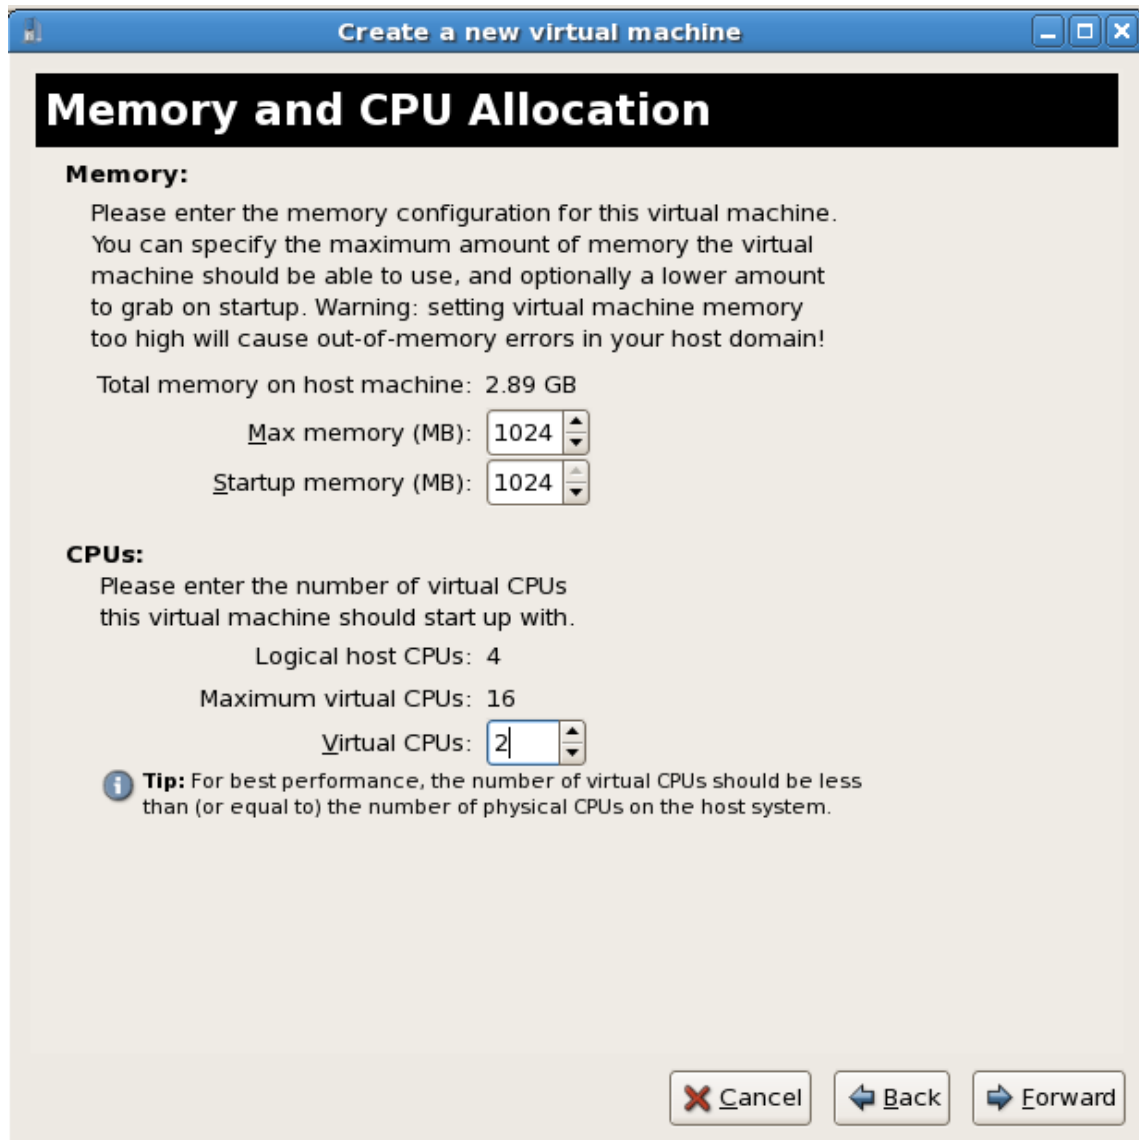 Create a new virtual machine
Memory and CPU Allocation
Memory:
Please enter the memory configuration for this virtual machine.
You can specify the maximum amount of memory the virtual
machine should be able to use, and optionally a lower amount
to grab on startup. Warning: setting virtual machine memory
too high will cause out-of-memory errors in your host domain!
Total memory on host machine: 2.89 GB
Max memory (MB): 1024
Startup memory (MB): 1024
CPUs:
Please enter the number of virtual CPUs
this virtual machine should start up with.
Logical host CPUs: 4
Maximum virtual CPUs: 16
Virtual CPUs: 2
Tip: For best performance, the number of virtual CPUs should be less
than (or equal to) the number of physical CPUs on the host system.
Cancel Back Forward